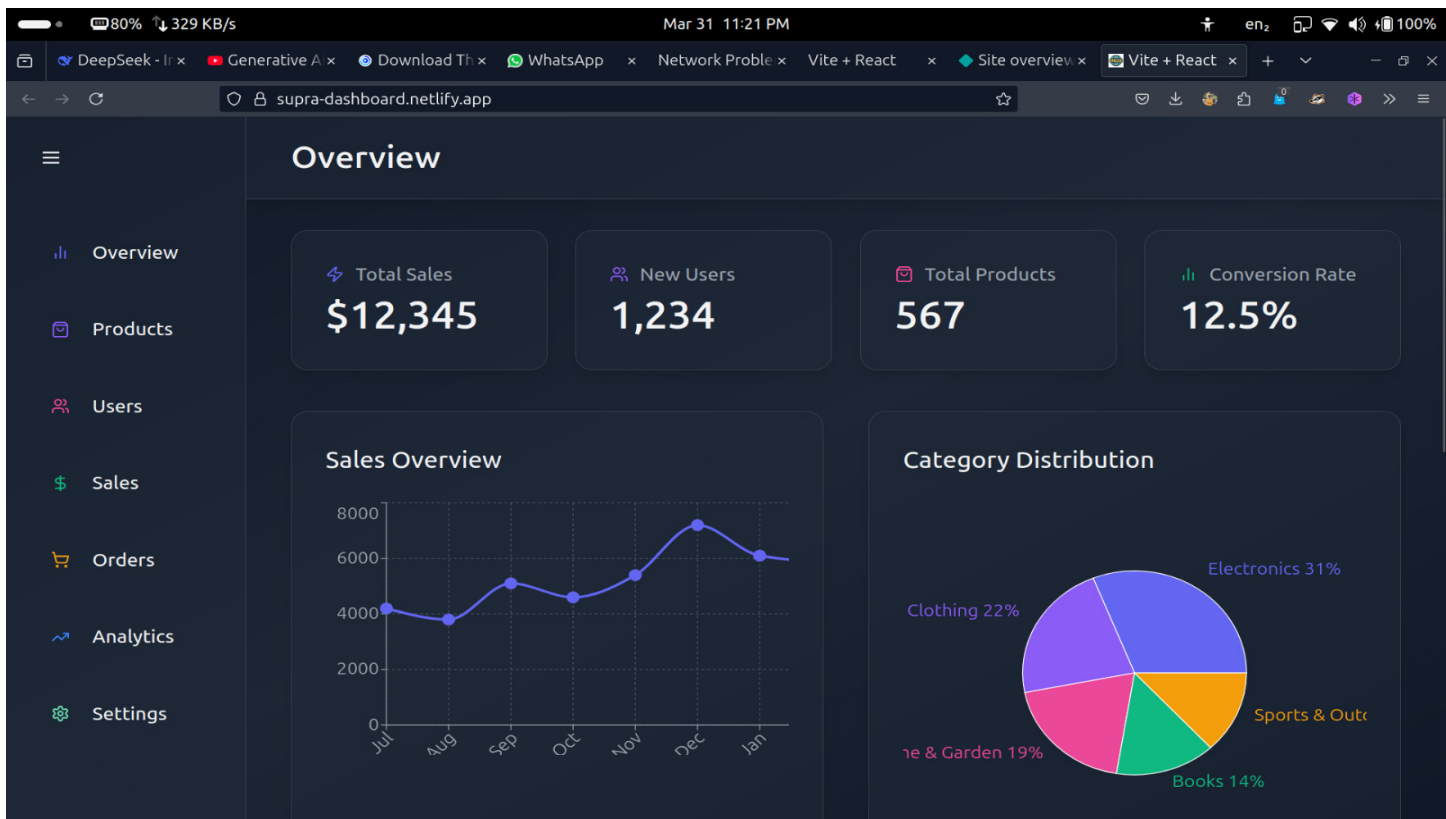 80% 329 KB/s Mar 31 11:21 PM en₂ 100%
DeepSeek - Ir Generative A Download Th WhatsApp Network Proble Vite + React Site overview Vite + React
supra-dashboard.netlify.app
0
Overview
Overview
Products
Users
Sales
Orders
Analytics
Settings
Total Sales
$12,345
New Users
1,234
Total Products
567
Conversion Rate
12.5%
Sales Overview
8000
6000
4000
2000
0
Jul Aug Sep Oct Nov Dec Jan
Category Distribution
Electronics 31%
Clothing 22%
Sports & Outd
ne & Garden 19%
Books 14%